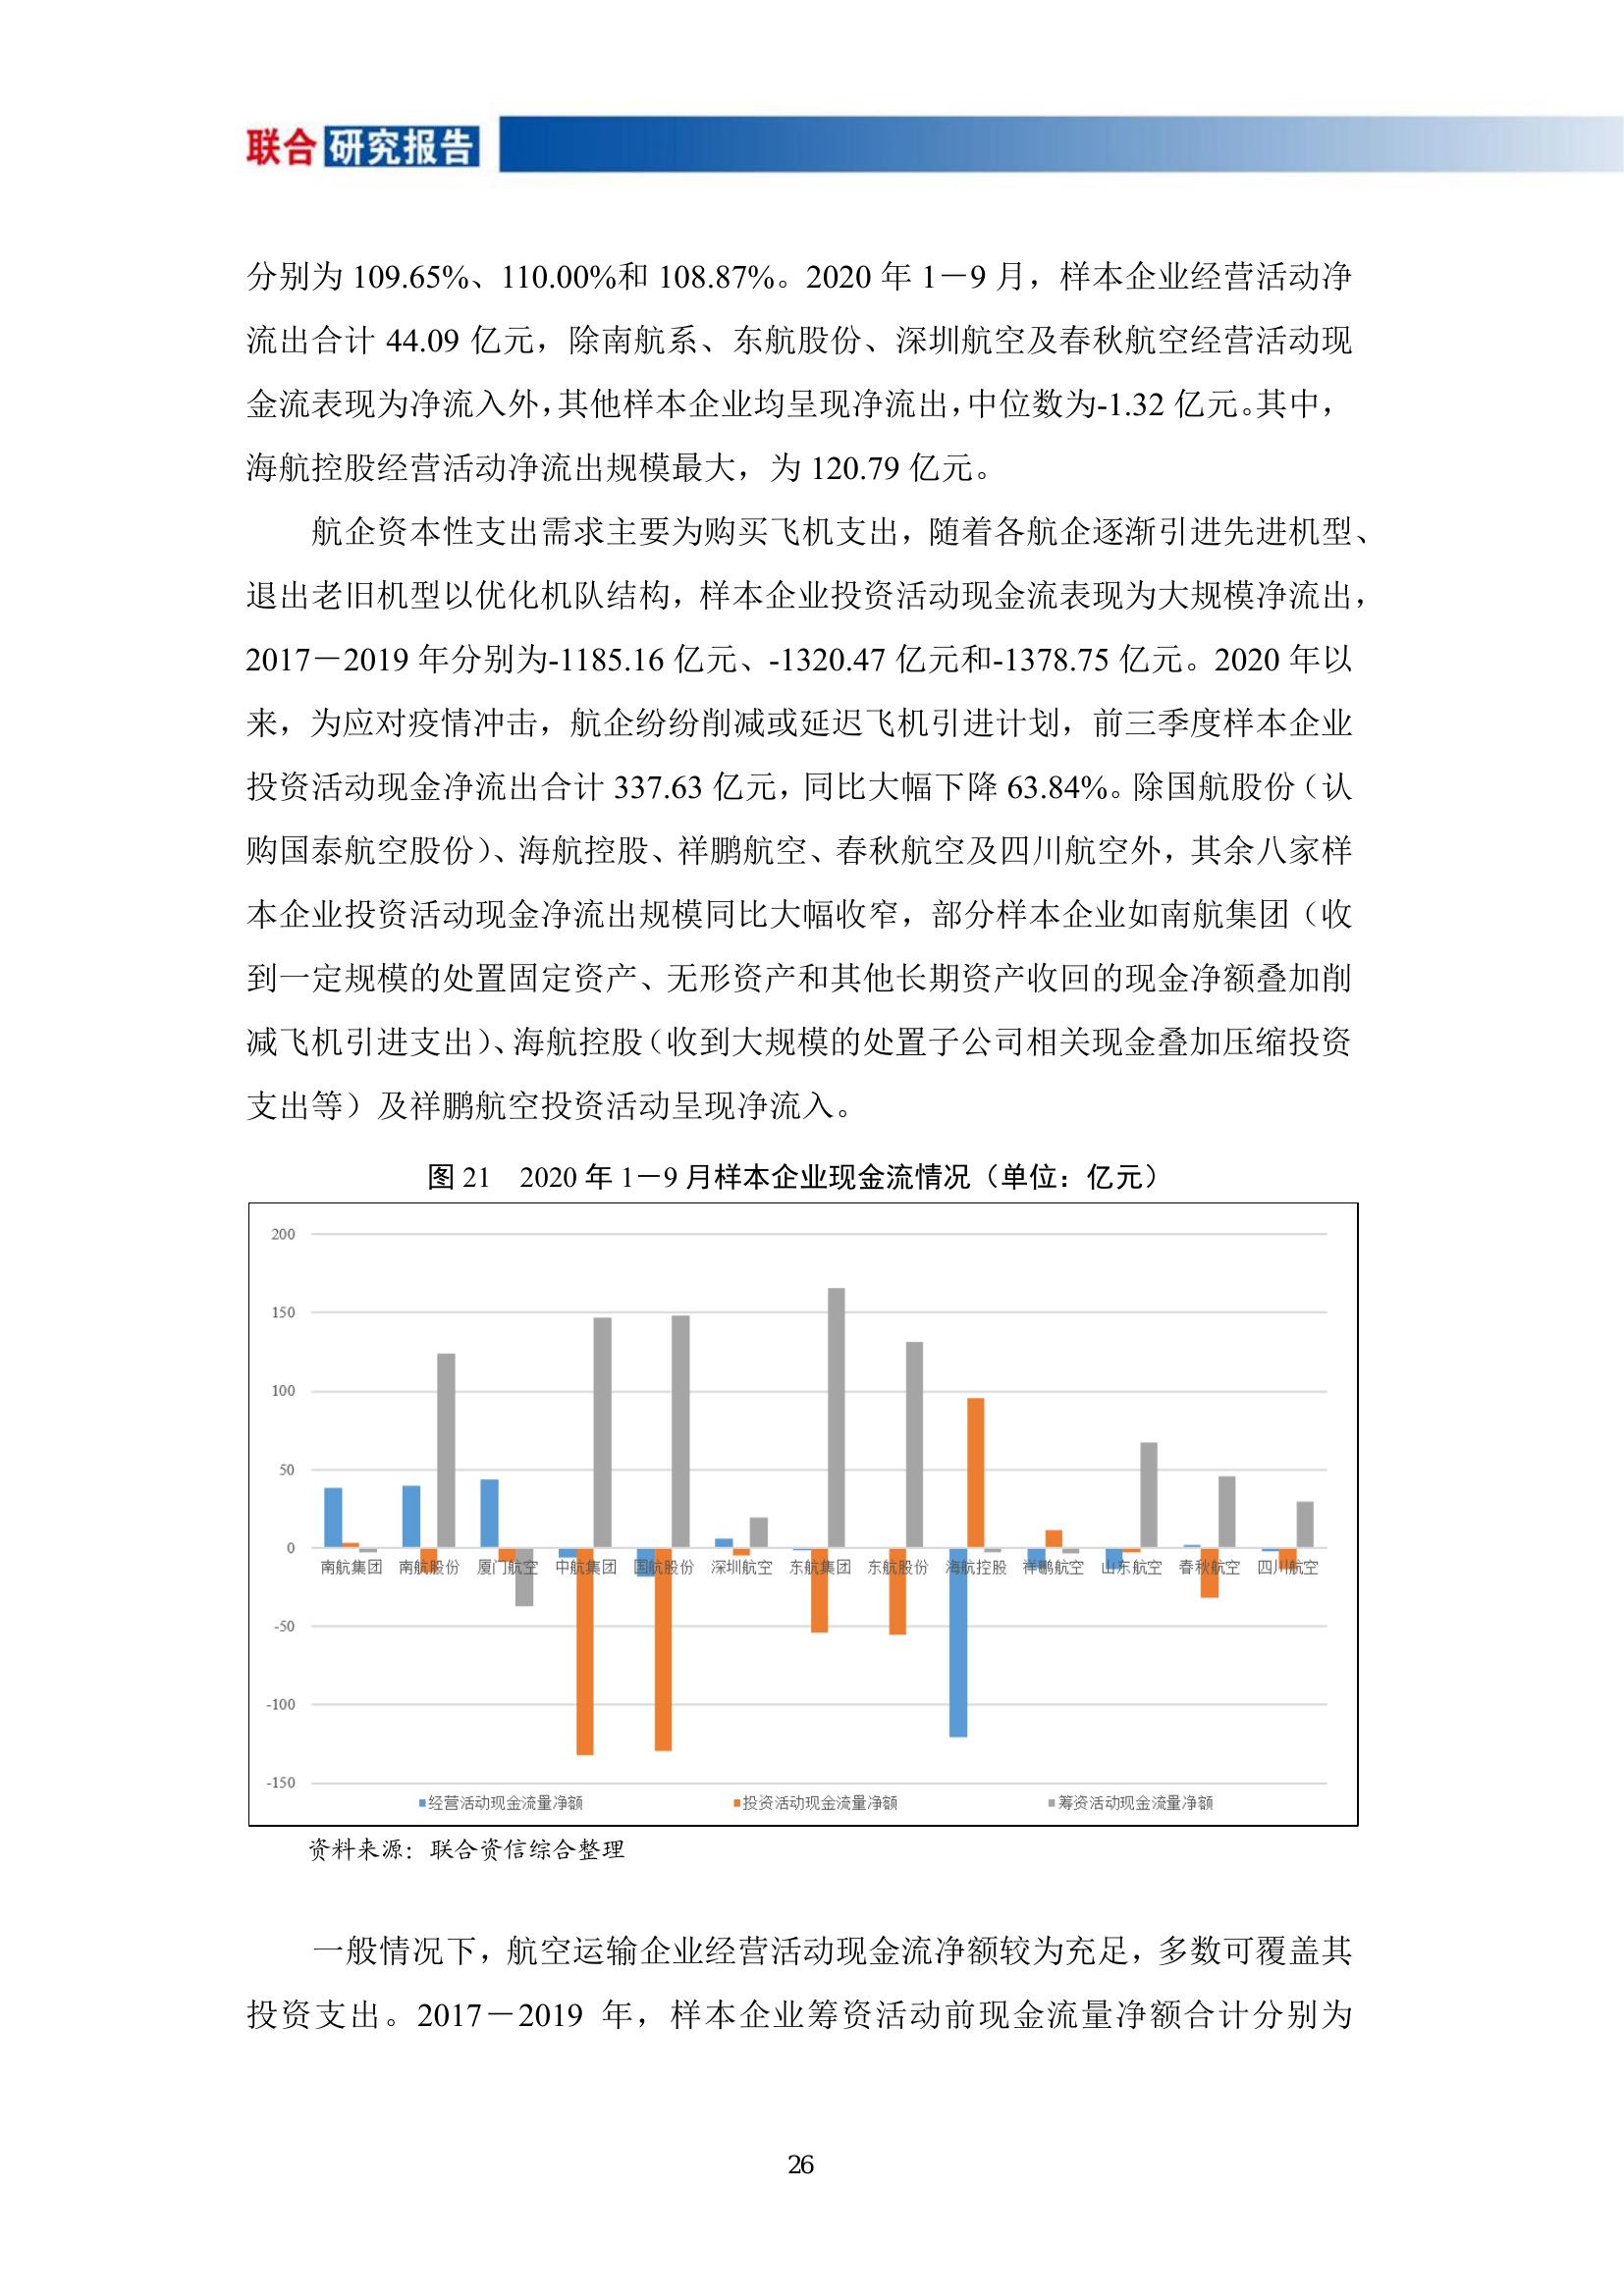 联合研究报告
分别为 109.65%、110.00%和 108.87%。2020 年 1－9 月，样本企业经营活动净
流出合计 44.09 亿元，除南航系、东航股份、深圳航空及春秋航空经营活动现
金流表现为净流入外，其他样本企业均呈现净流出，中位数为-1.32 亿元。其中，
海航控股经营活动净流出规模最大，为 120.79 亿元。
航企资本性支出需求主要为购买飞机支出，随着各航企逐渐引进先进机型、
退出老旧机型以优化机队结构，样本企业投资活动现金流表现为大规模净流出，
2017－2019 年分别为-1185.16 亿元、-1320.47 亿元和-1378.75 亿元。2020 年以
来，为应对疫情冲击，航企纷纷削减或延迟飞机引进计划，前三季度样本企业
投资活动现金净流出合计 337.63 亿元，同比大幅下降 63.84%。除国航股份（认
购国泰航空股份）、海航控股、祥鹏航空、春秋航空及四川航空外，其余八家样
本企业投资活动现金净流出规模同比大幅收窄，部分样本企业如南航集团（收
到一定规模的处置固定资产、无形资产和其他长期资产收回的现金净额叠加削
减飞机引进支出）、海航控股（收到大规模的处置子公司相关现金叠加压缩投资
支出等）及祥鹏航空投资活动呈现净流入。
图 21 2020 年 1－9 月样本企业现金流情况（单位：亿元）
200
150
100
50
0
南航集团 南航股份 厦门航空 中航集团 国航股份 深圳航空 东航集团 东航股份 海航控股 祥鹏航空 山东航空 春秋航空 四川航空
-50
-100
-150
经营活动现金流量净额 投资活动现金流量净额 筹资活动现金流量净额
资料来源：联合资信综合整理
一般情况下，航空运输企业经营活动现金流净额较为充足，多数可覆盖其
投资支出。2017－2019 年，样本企业筹资活动前现金流量净额合计分别为
26